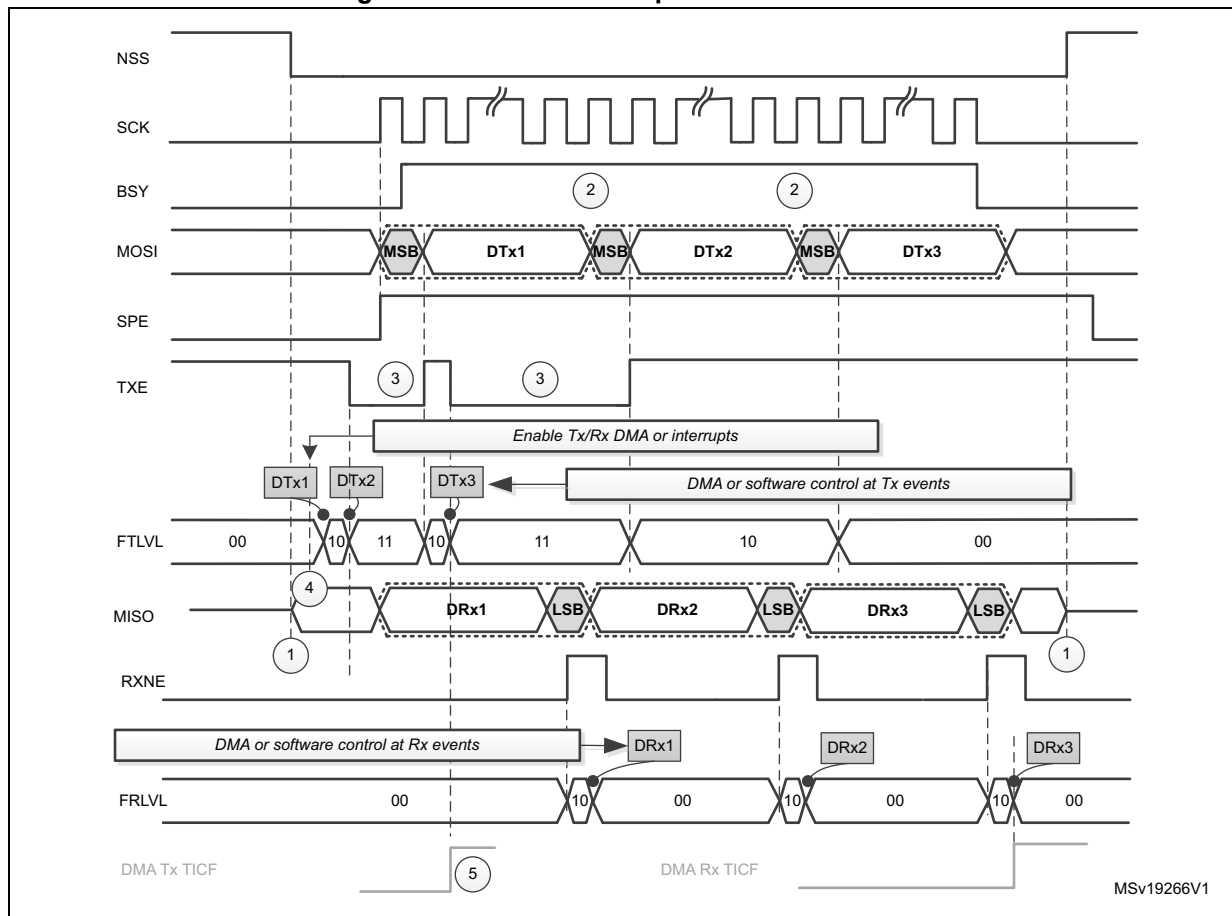 NSS
SCK
BSY
2 2
MOSI
MSB DTx1 MSB DTx2 MSB DTx3
SPE
TXE
3 3
Enable Tx/Rx DMA or interrupts
DTx1 DTx2 DTx3 DMA or software control at Tx events
FTLVL 00 10 11 10 11 10 00
4
MISO DRx1 LSB DRx2 LSB DRx3 LSB
1 1
RXNE
DMA or software control at Rx events DRx1 DRx2 DRx3
FRLVL 00 10 00 10 00 10 00
DMA Tx TICF 5 DMA Rx TICF
MSv19266V1